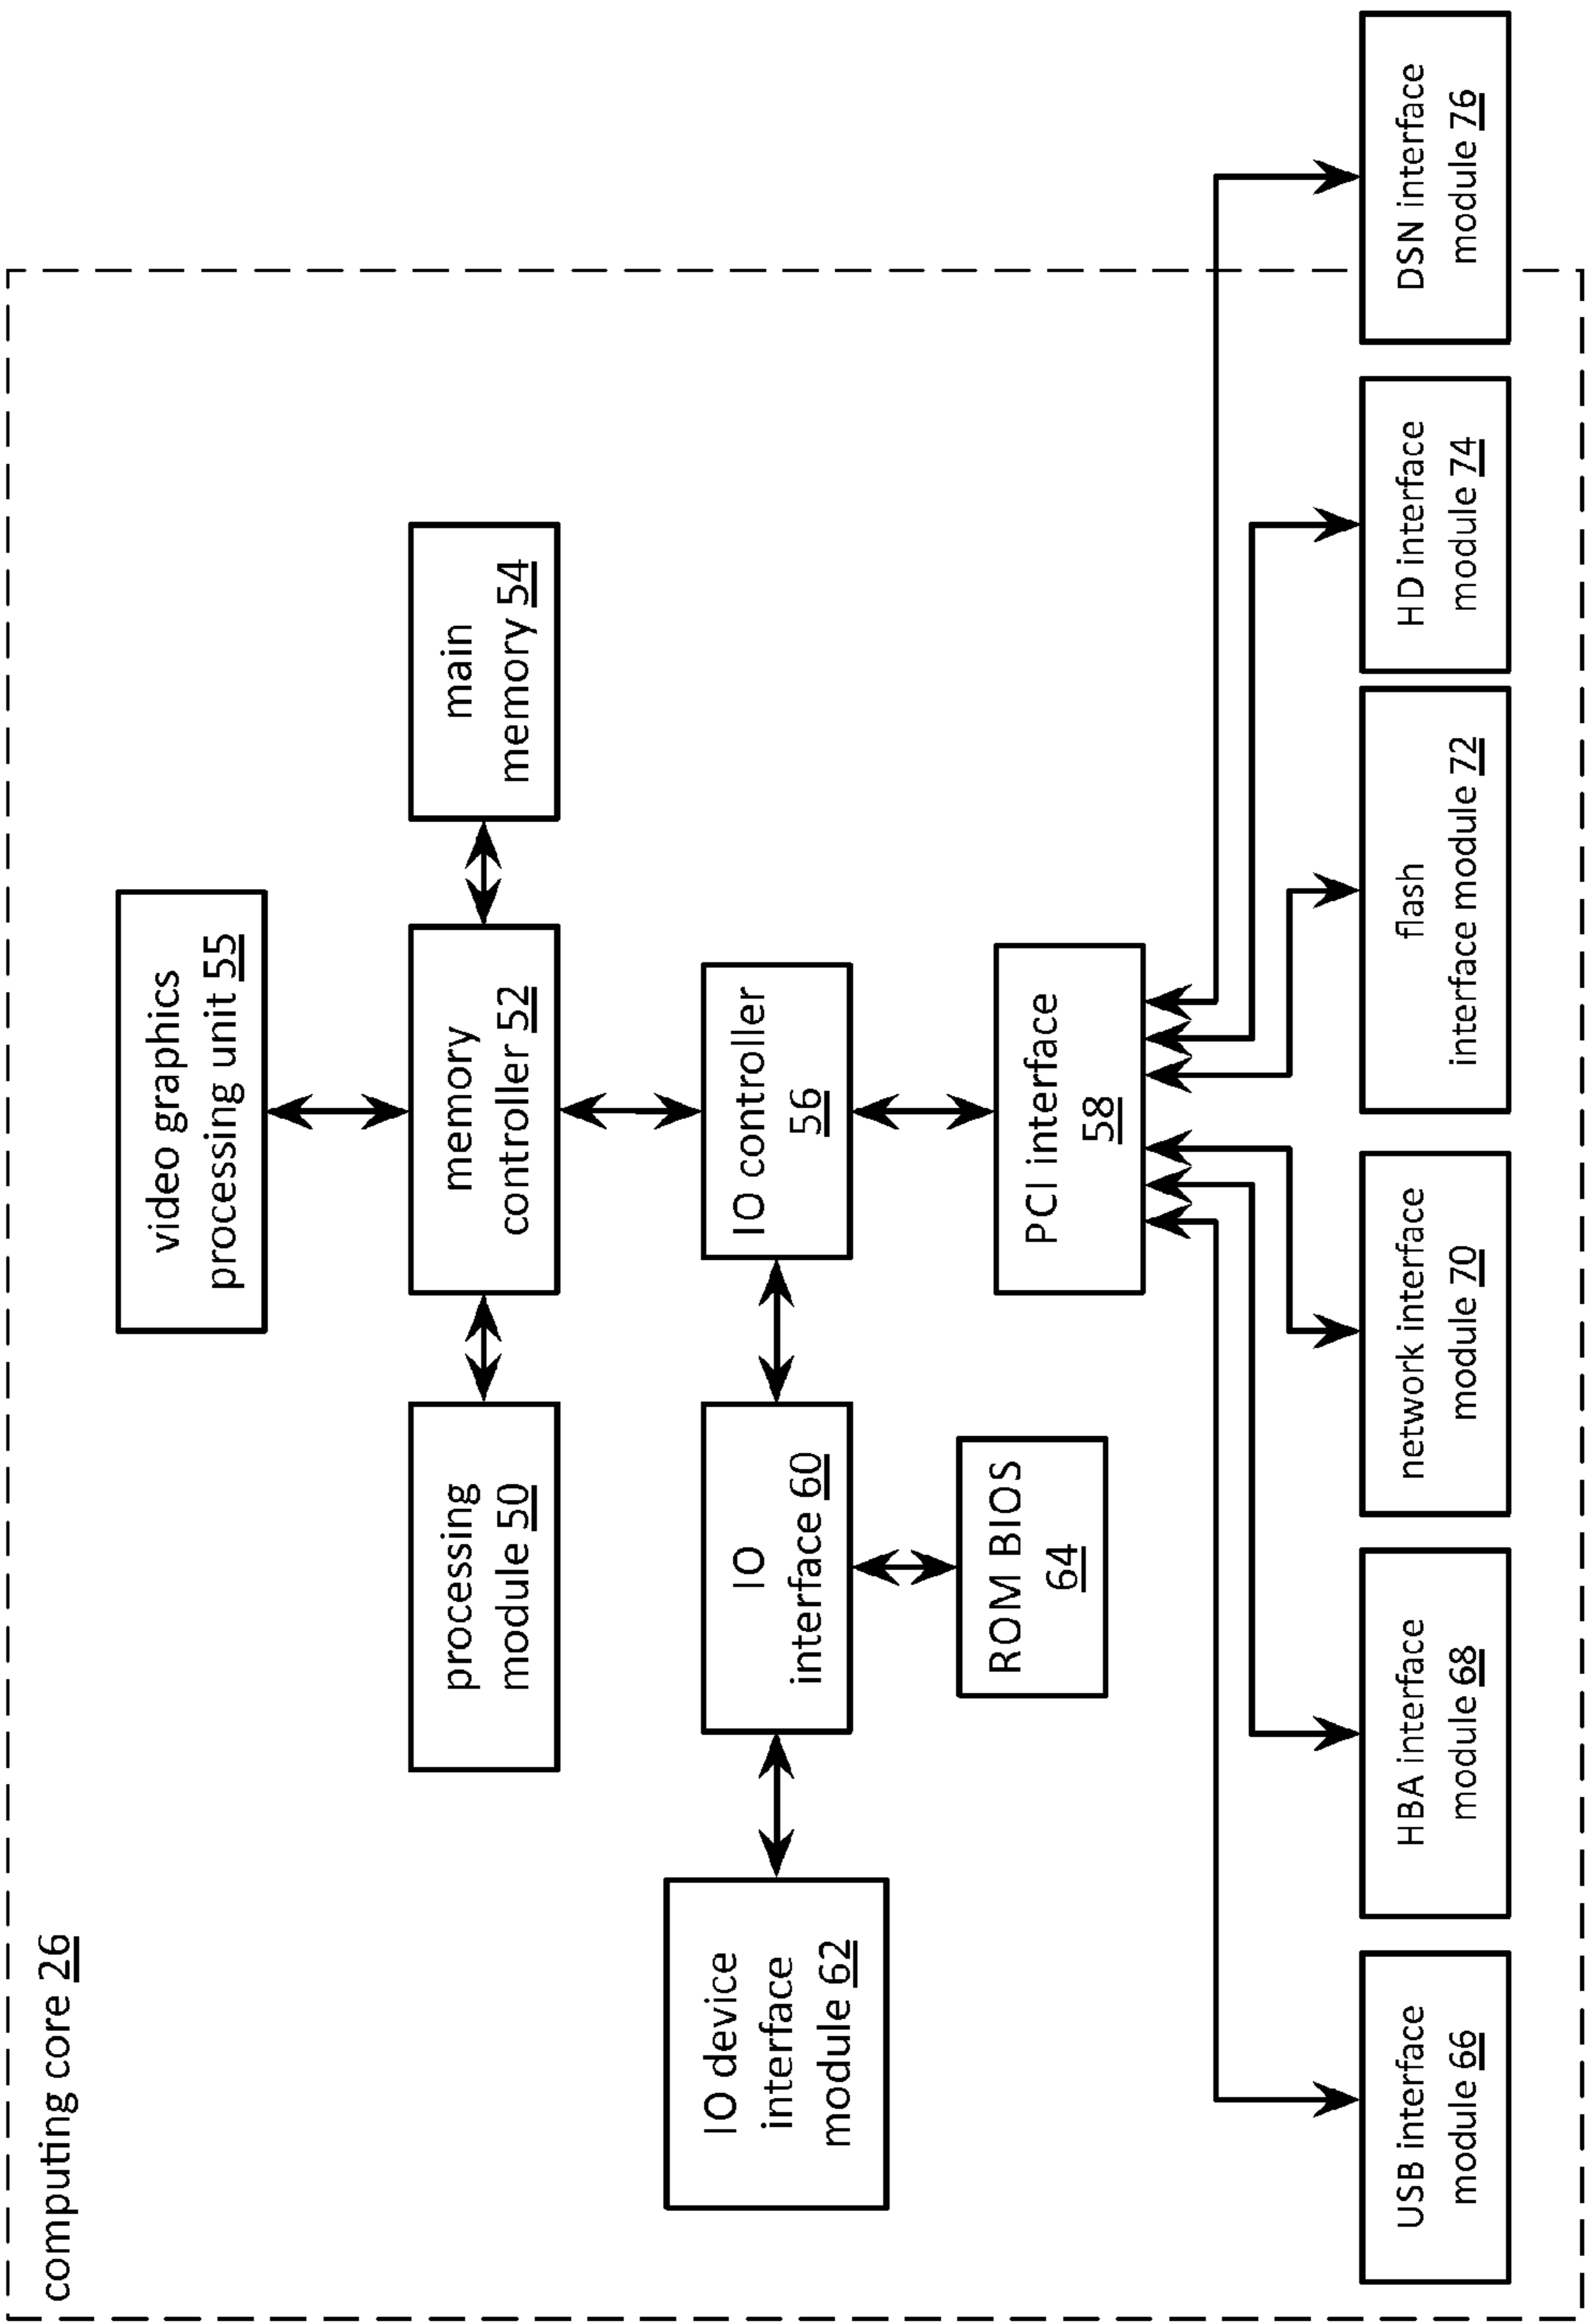 computing core 26
video graphics
processing unit 55
processing
module 50
memory
controller 52
main
memory 54
IO device
interface
module 62
IO
interface 60
IO controller
56
ROM BIOS
64
PCI interface
58
USB interface
module 66
HBA interface
module 68
network interface
module 70
flash
interface module 72
HD interface
module 74
DSN interface
module 76